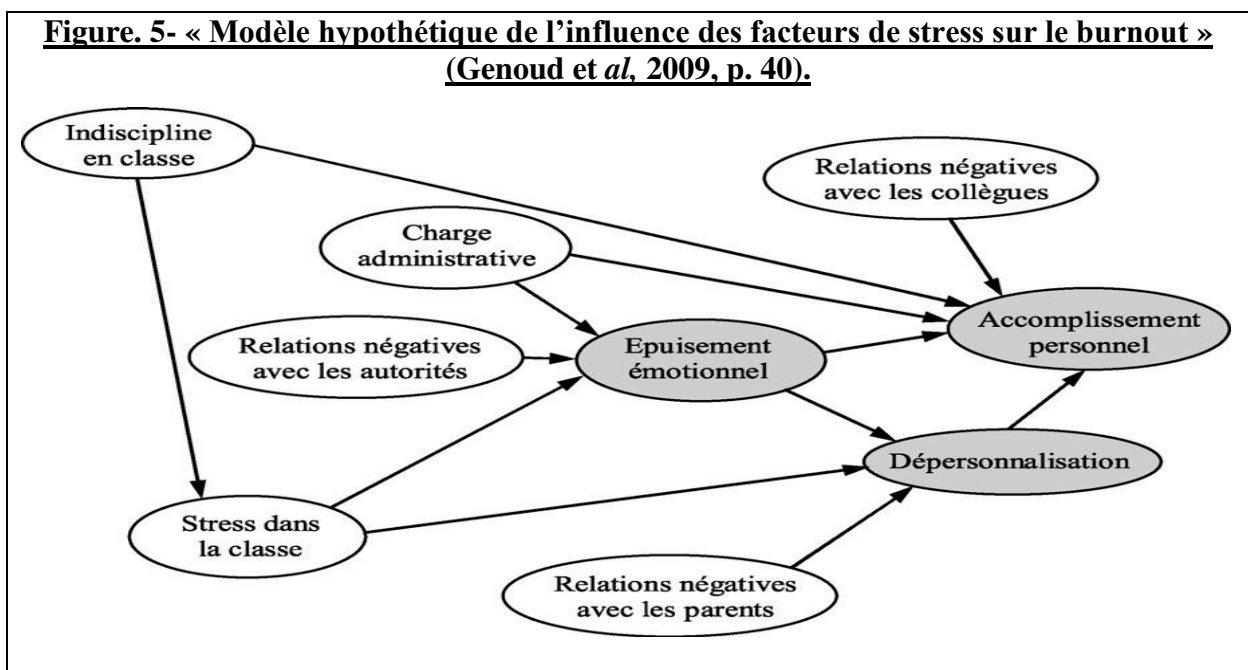 Figure. 5- « Modèle hypothétique de l’influence des facteurs de stress sur le burnout »
(Genoud et al, 2009, p. 40).
Indiscipline
en classe
Relations négatives
avec les collègues
Charge
administrative
Accomplissement
personnel
Relations négatives
avec les autorités
Epuisement
émotionnel
Dépersonnalisation
Stress dans
la classe
Relations négatives
avec les parents